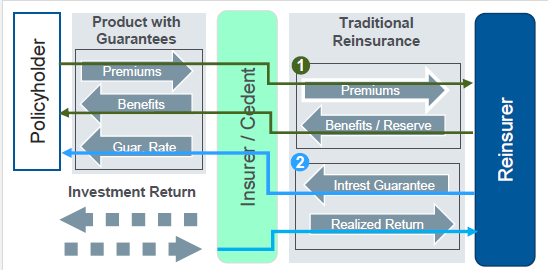 Product with
Guarantees
Traditional
Reinsurance
Policyholder
Premiums
Benefits
Guar. Rate
Insurer / Cedent
1
Premiums
Benefits / Reserve
2
Intrest Guarantee
Realized Return
Reinsurer
Investment Return